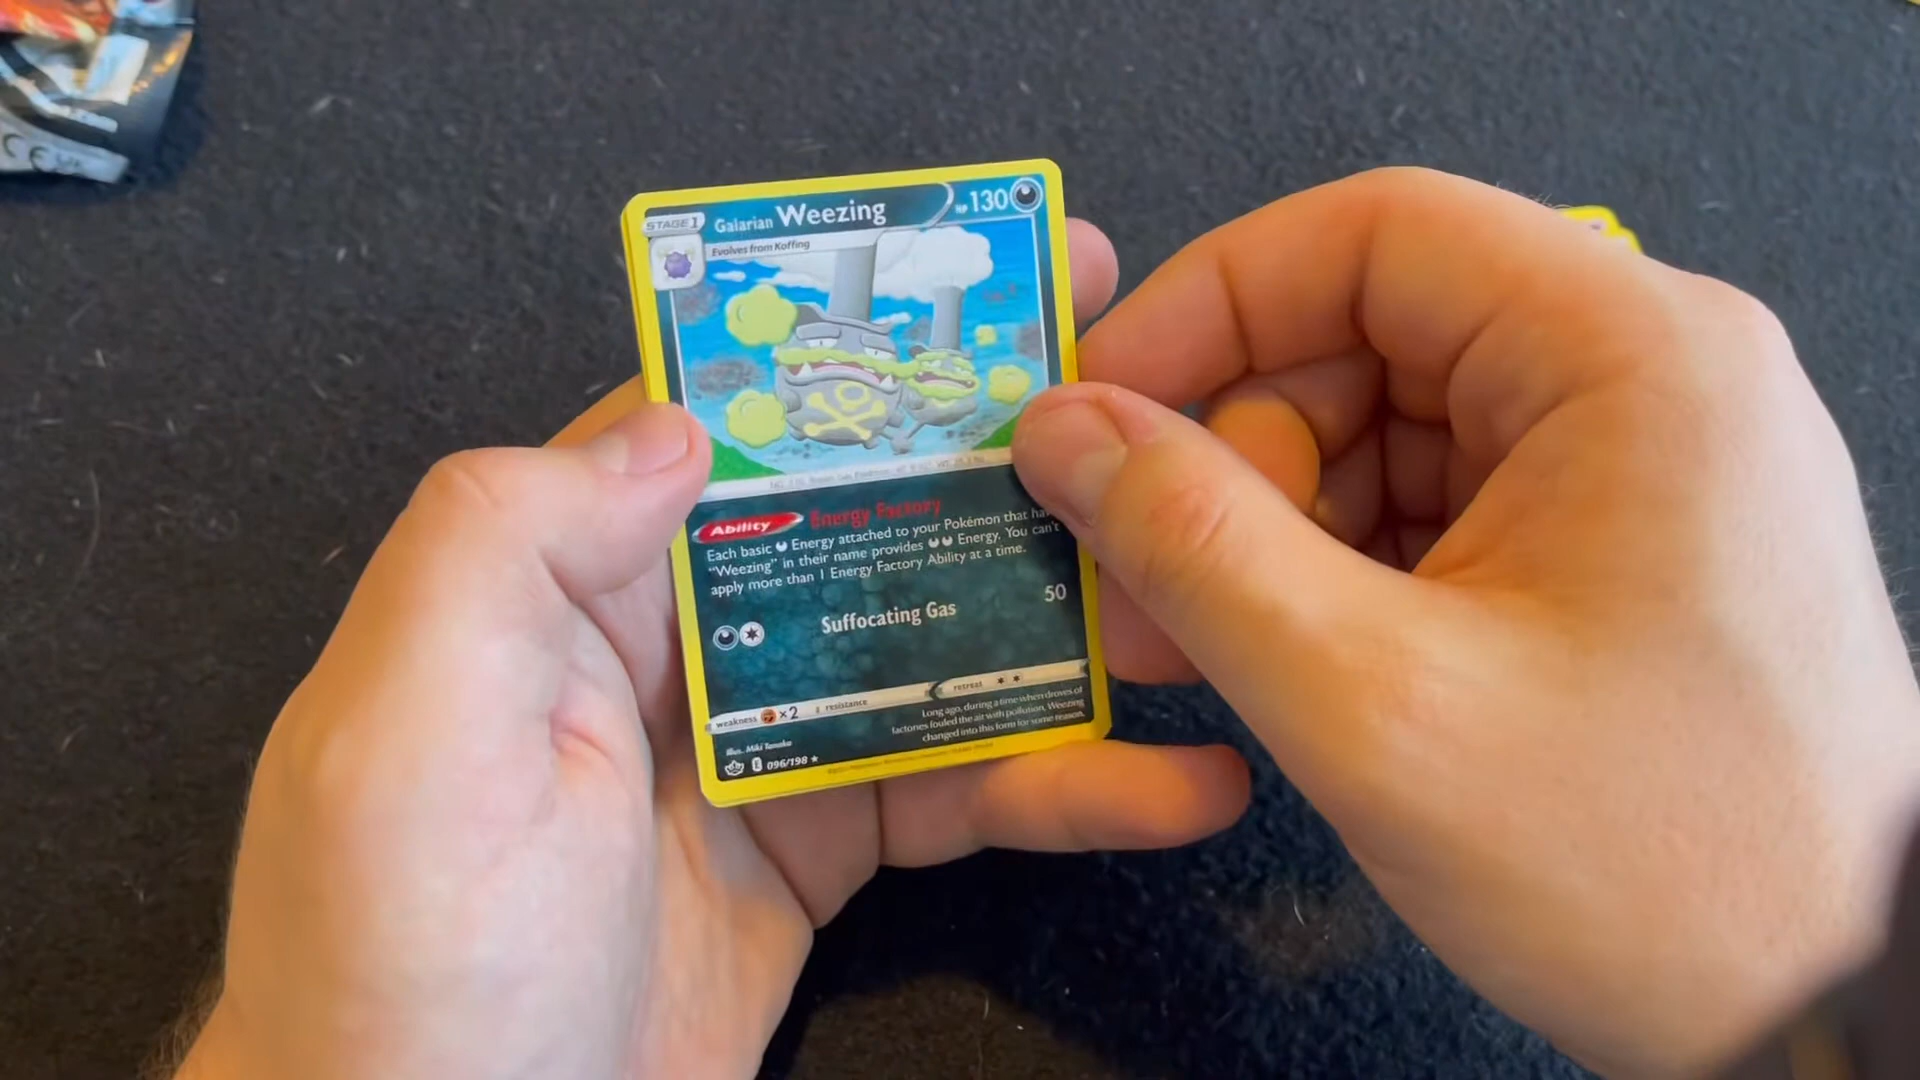 STAGE 1 Galarian Weezing HP 130
Evolves from Koffing
Ability Energy Factory
Each basic Energy attached to your Pokémon that ha
"Weezing" in their name provides Energy. You can't
apply more than 1 Energy Factory Ability at a time.
Suffocating Gas 50
weakness ×2 resistance retreat
Long ago, during a time when droves of
factories fouled the air with pollution, Weezing
changed into this form for some reason.
Illus. Miki Tanaka
E 096/198 ★
CE